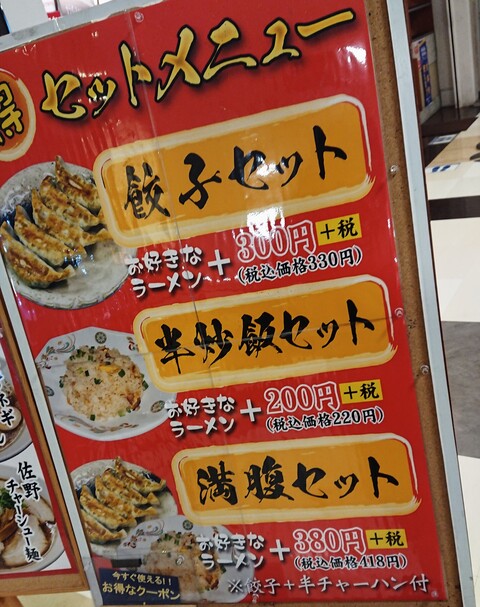 得 セットメニュー
餃子セット
お好きな
ラーメン + 300円 +税
(税込価格330円)
半炒飯セット
お好きな
ラーメン + 200円 +税
(税込価格220円)
満腹セット
お好きな
ラーメン + 380円 +税
(税込価格418円)
※餃子+半チャーハン付
今すぐ使える!!
お得なクーポン
佐野
チャーシュー麺